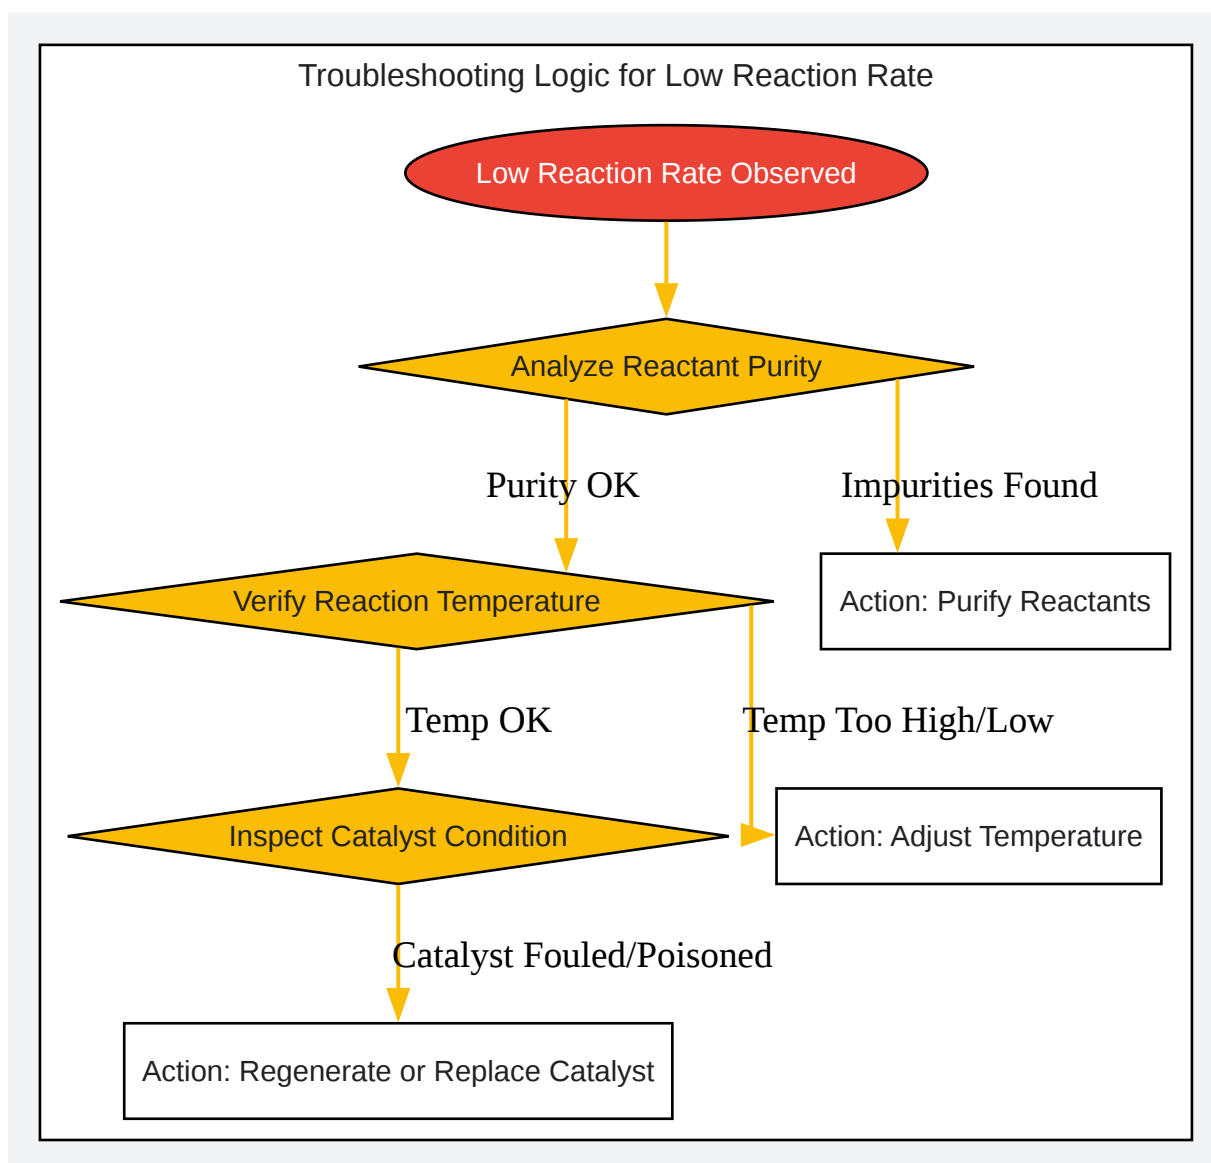 Troubleshooting Logic for Low Reaction Rate
Low Reaction Rate Observed
Analyze Reactant Purity
Purity OK
Impurities Found
Verify Reaction Temperature
Action: Purify Reactants
Temp OK
Temp Too High/Low
Inspect Catalyst Condition
Action: Adjust Temperature
Catalyst Fouled/Poisoned
Action: Regenerate or Replace Catalyst